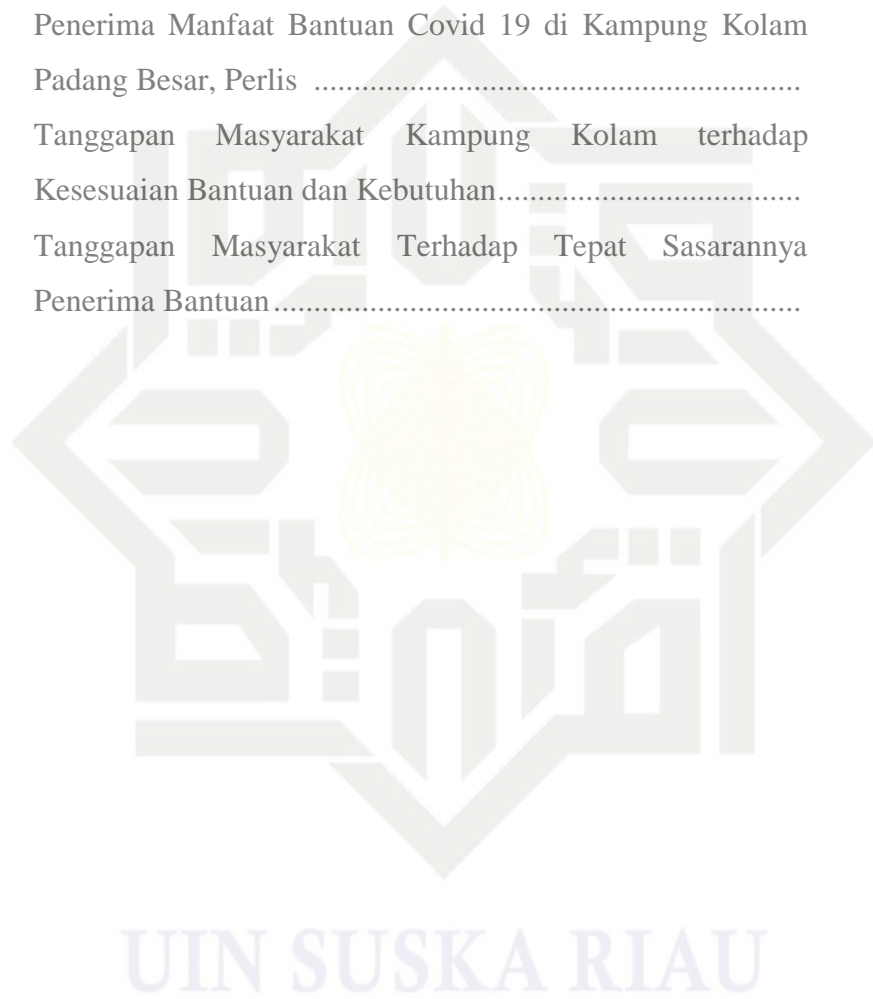 Penerima Manfaat Bantuan Covid 19 di Kampung Kolam
Padang Besar, Perlis ............................................................
Tanggapan Masyarakat Kampung Kolam terhadap
Kesesuaian Bantuan dan Kebutuhan......................................
Tanggapan Masyarakat Terhadap Tepat Sasarannya
Penerima Bantuan..................................................................
UIN SUSKA RIAU